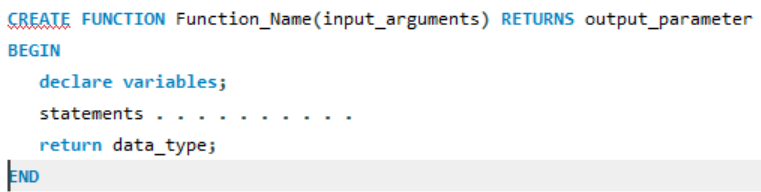 CREATE FUNCTION Function_Name(input_arguments) RETURNS output_parameter
BEGIN
declare variables;
statements . . . . . . . . . .
return data_type;
END